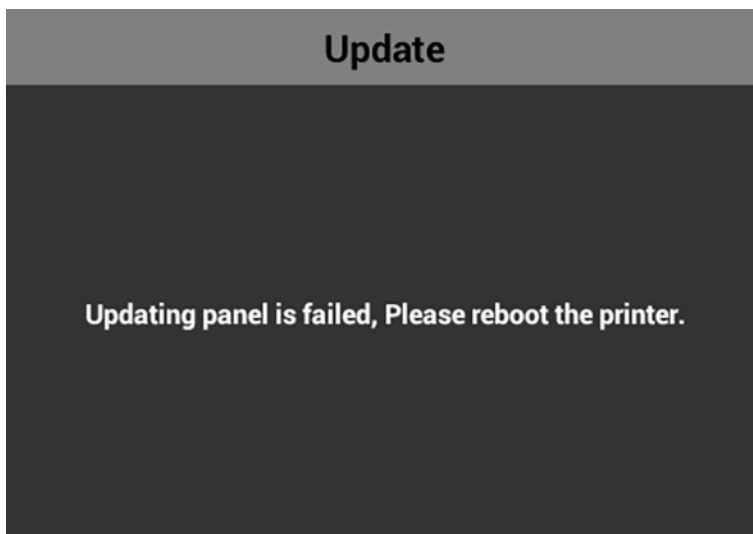 Update
Updating panel is failed, Please reboot the printer.